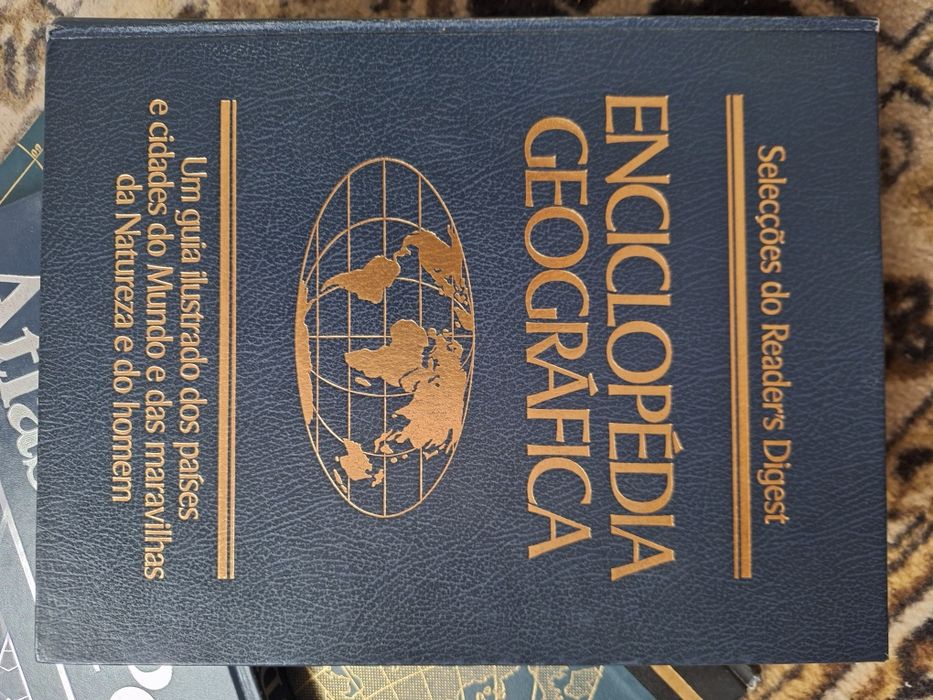 Selecções do Reader's Digest
ENCICLOPÉDIA
GEOGRÁFICA
Um guia ilustrado dos países
e cidades do Mundo e das maravilhas
da Natureza e do homem
Atlas